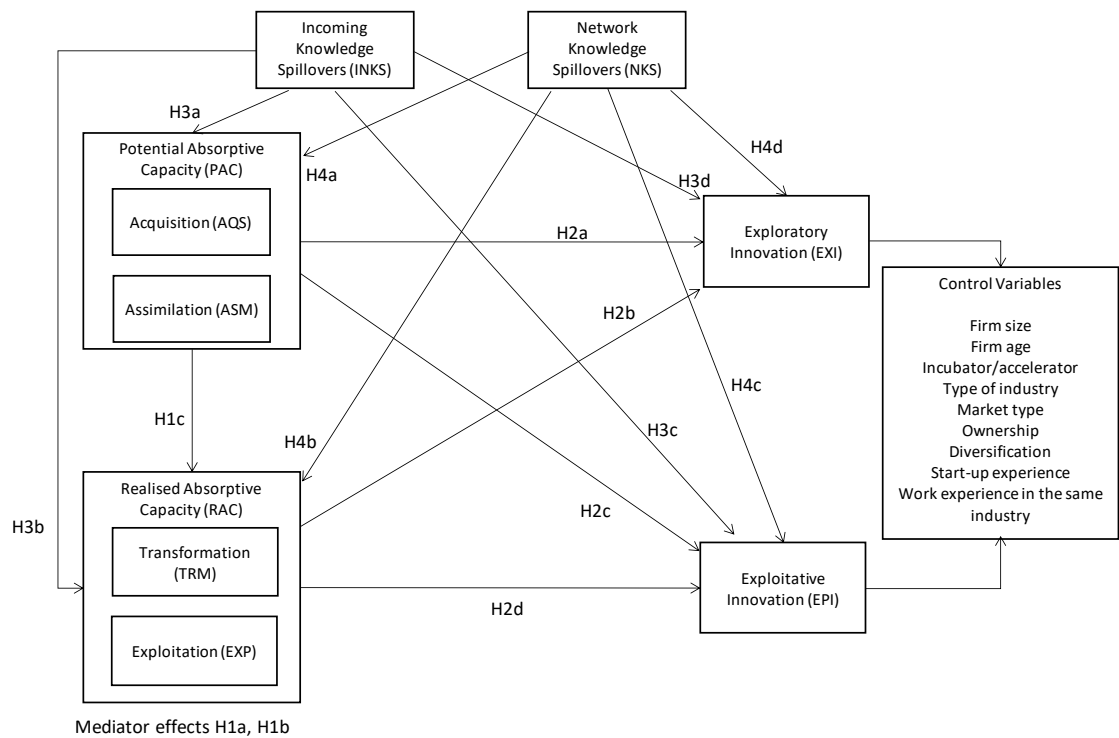 Incoming
Knowledge
Spillovers (INKS)
Network
Knowledge
Spillovers (NKS)
H3a
H4a
H4d
H3d
Potential Absorptive
Capacity (PAC)
Acquisition (AQS)
Assimilation (ASM)
H2a
Exploratory
Innovation (EXI)
H2b
Control Variables
Firm size
Firm age
Incubator/accelerator
Type of industry
Market type
Ownership
Diversification
Start-up experience
Work experience in the same
industry
H1c
H4b
H3c
H4c
H3b
Realised Absorptive
Capacity (RAC)
Transformation
(TRM)
Exploitation (EXP)
H2c
H2d
Exploitative
Innovation (EPI)
Mediator effects H1a, H1b